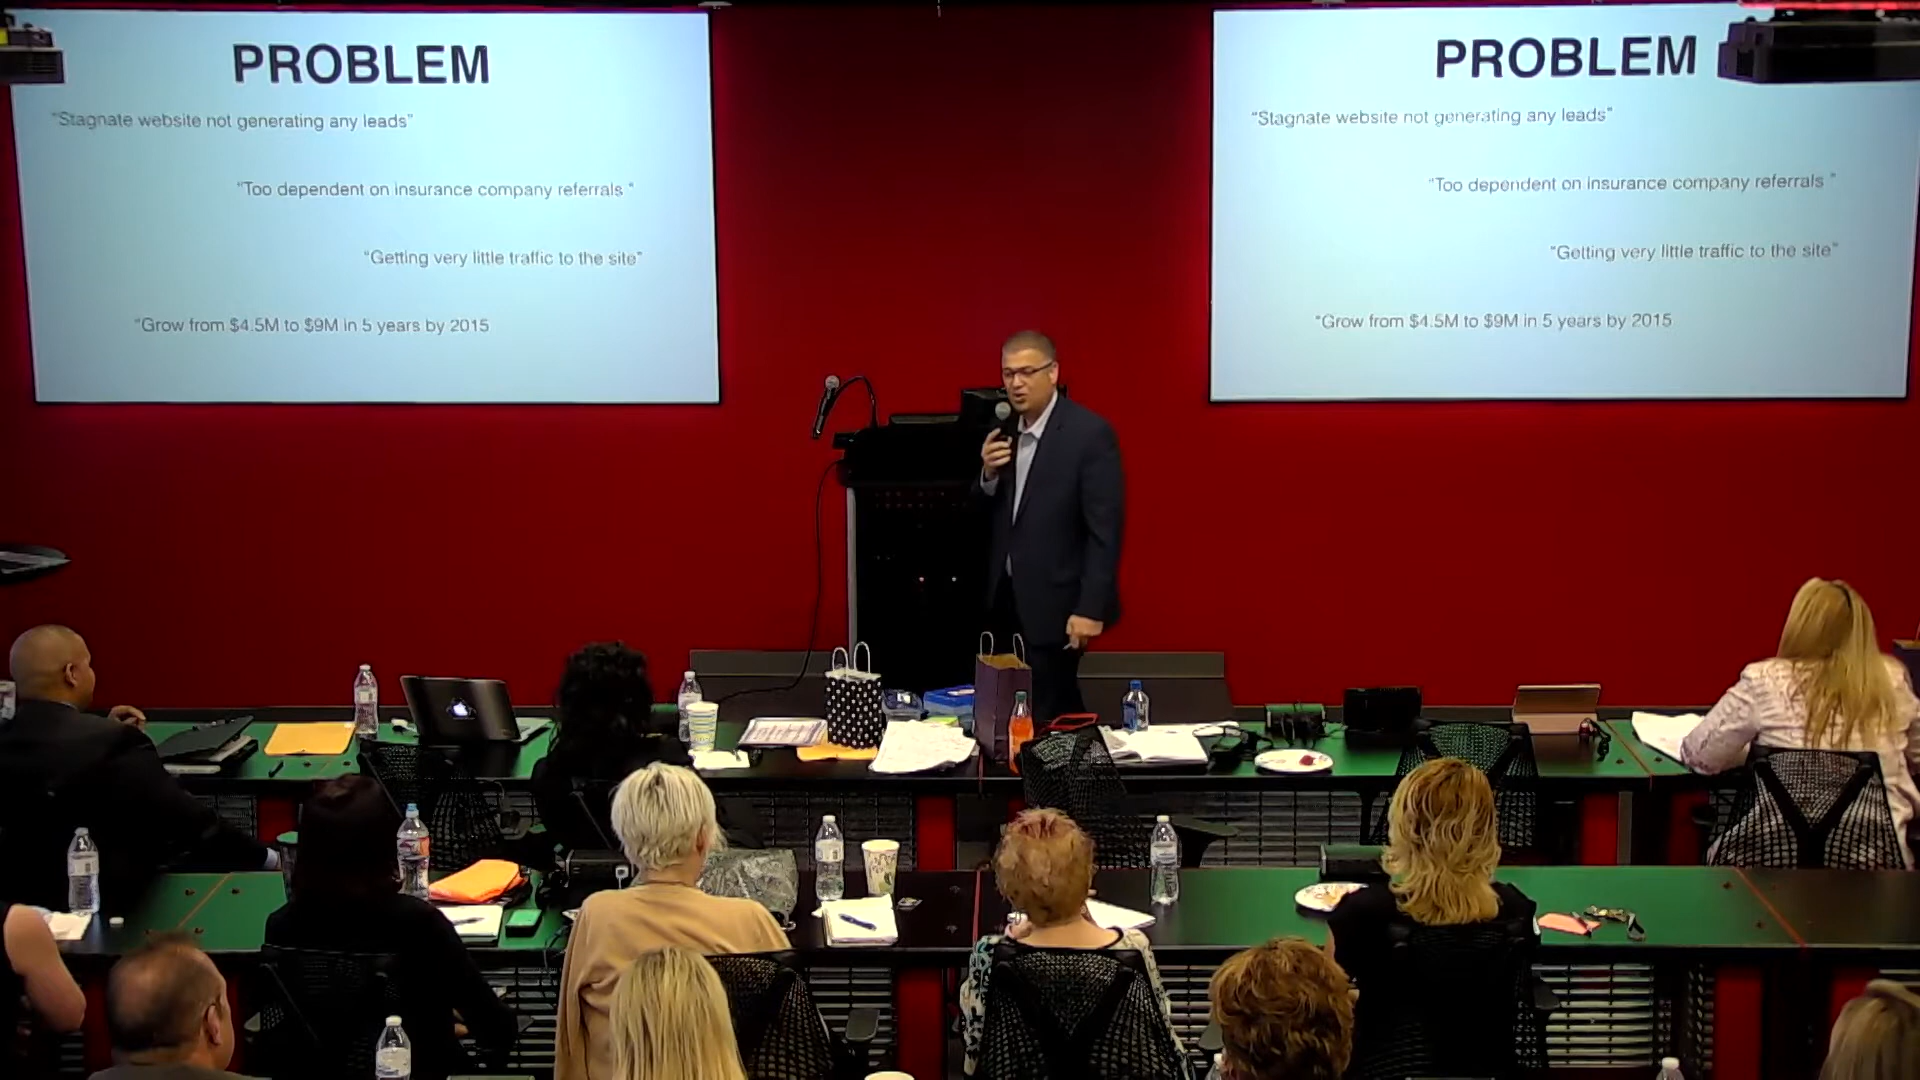 PROBLEM
"Stagnate website not generating any leads"
"Too dependent on insurance company referrals "
"Getting very little traffic to the site"
"Grow from $4.5M to $9M in 5 years by 2015
PROBLEM
"Stagnate website not generating any leads"
"Too dependent on insurance company referrals "
"Getting very little traffic to the site"
"Grow from $4.5M to $9M in 5 years by 2015